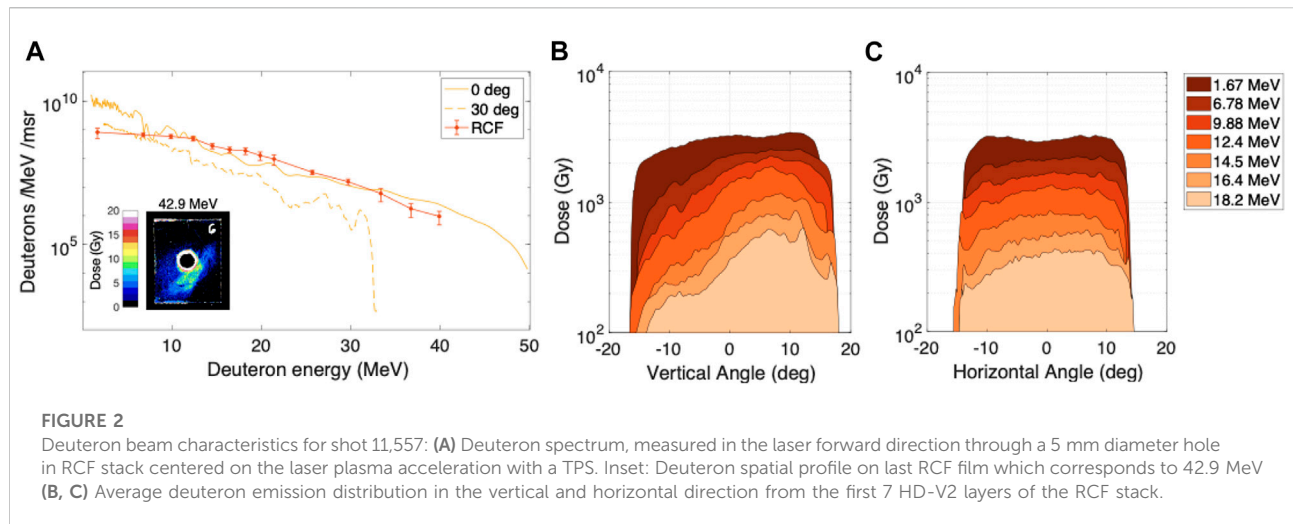 A
B
C
10^10
10^5
Deuterons /MeV /msr
10
20
30
40
50
Deuteron energy (MeV)
0 deg
30 deg
RCF
42.9 MeV
20
15
10
5
0
Dose (Gy)
G
10^4
10^3
10^2
Dose (Gy)
-20
-10
0
10
20
Vertical Angle (deg)
10^4
10^3
10^2
Dose (Gy)
-20
-10
0
10
20
Horizontal Angle (deg)
1.67 MeV
6.78 MeV
9.88 MeV
12.4 MeV
14.5 MeV
16.4 MeV
18.2 MeV
FIGURE 2
Deuteron beam characteristics for shot 11,557: (A) Deuteron spectrum, measured in the laser forward direction through a 5 mm diameter hole
in RCF stack centered on the laser plasma acceleration with a TPS. Inset: Deuteron spatial profile on last RCF film which corresponds to 42.9 MeV
(B, C) Average deuteron emission distribution in the vertical and horizontal direction from the first 7 HD-V2 layers of the RCF stack.